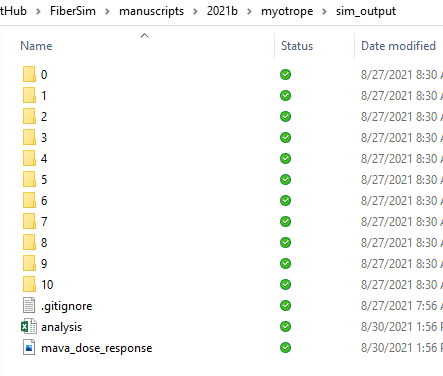 tHub > FiberSim > manuscripts > 2021b > myotrope > sim_output
Name Status Date modified
0 8/27/2021 8:30
1 8/27/2021 8:30
2 8/27/2021 8:30
3 8/27/2021 8:30
4 8/27/2021 8:30
5 8/27/2021 8:30
6 8/27/2021 8:30
7 8/27/2021 8:30
8 8/27/2021 8:30
9 8/27/2021 8:30
10 8/27/2021 8:30
.gitignore 8/27/2021 7:56
analysis 8/30/2021 1:56
mava_dose_response 8/30/2021 1:56